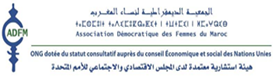 الجمعية الديمقراطية لنساء المغرب
Association Démocratique des Femmes du Maroc
ADFM
ONG dotée du statut consultatif auprès du conseil Economique et social des Nations Unies
هيئة استشارية معتمدة لدى المجلس الاقتصادي والاجتماعي للأمم المتحدة